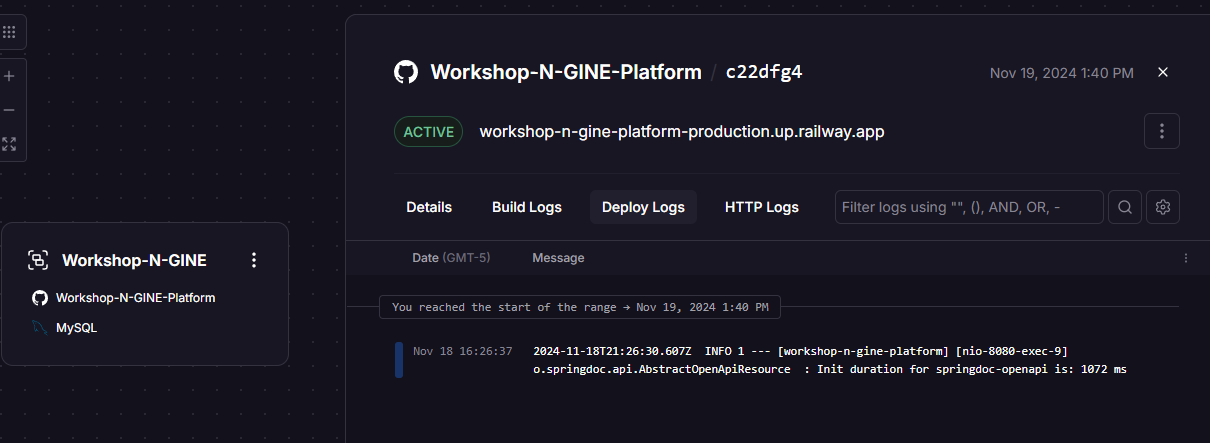 Workshop-N-GINE-Platform / c22dfg4
Nov 19, 2024 1:40 PM
ACTIVE
workshop-n-gine-platform-production.up.railway.app
Details
Build Logs
Deploy Logs
HTTP Logs
Filter logs using "", (), AND, OR, -
Workshop-N-GINE
Workshop-N-GINE-Platform
MySQL
Date (GMT-5)
Message
You reached the start of the range → Nov 19, 2024 1:40 PM
Nov 18 16:26:37
2024-11-18T21:26:30.607Z  INFO 1 --- [workshop-n-gine-platform] [nio-8080-exec-9]
o.springdoc.api.AbstractOpenApiResource  : Init duration for springdoc-openapi is: 1072 ms